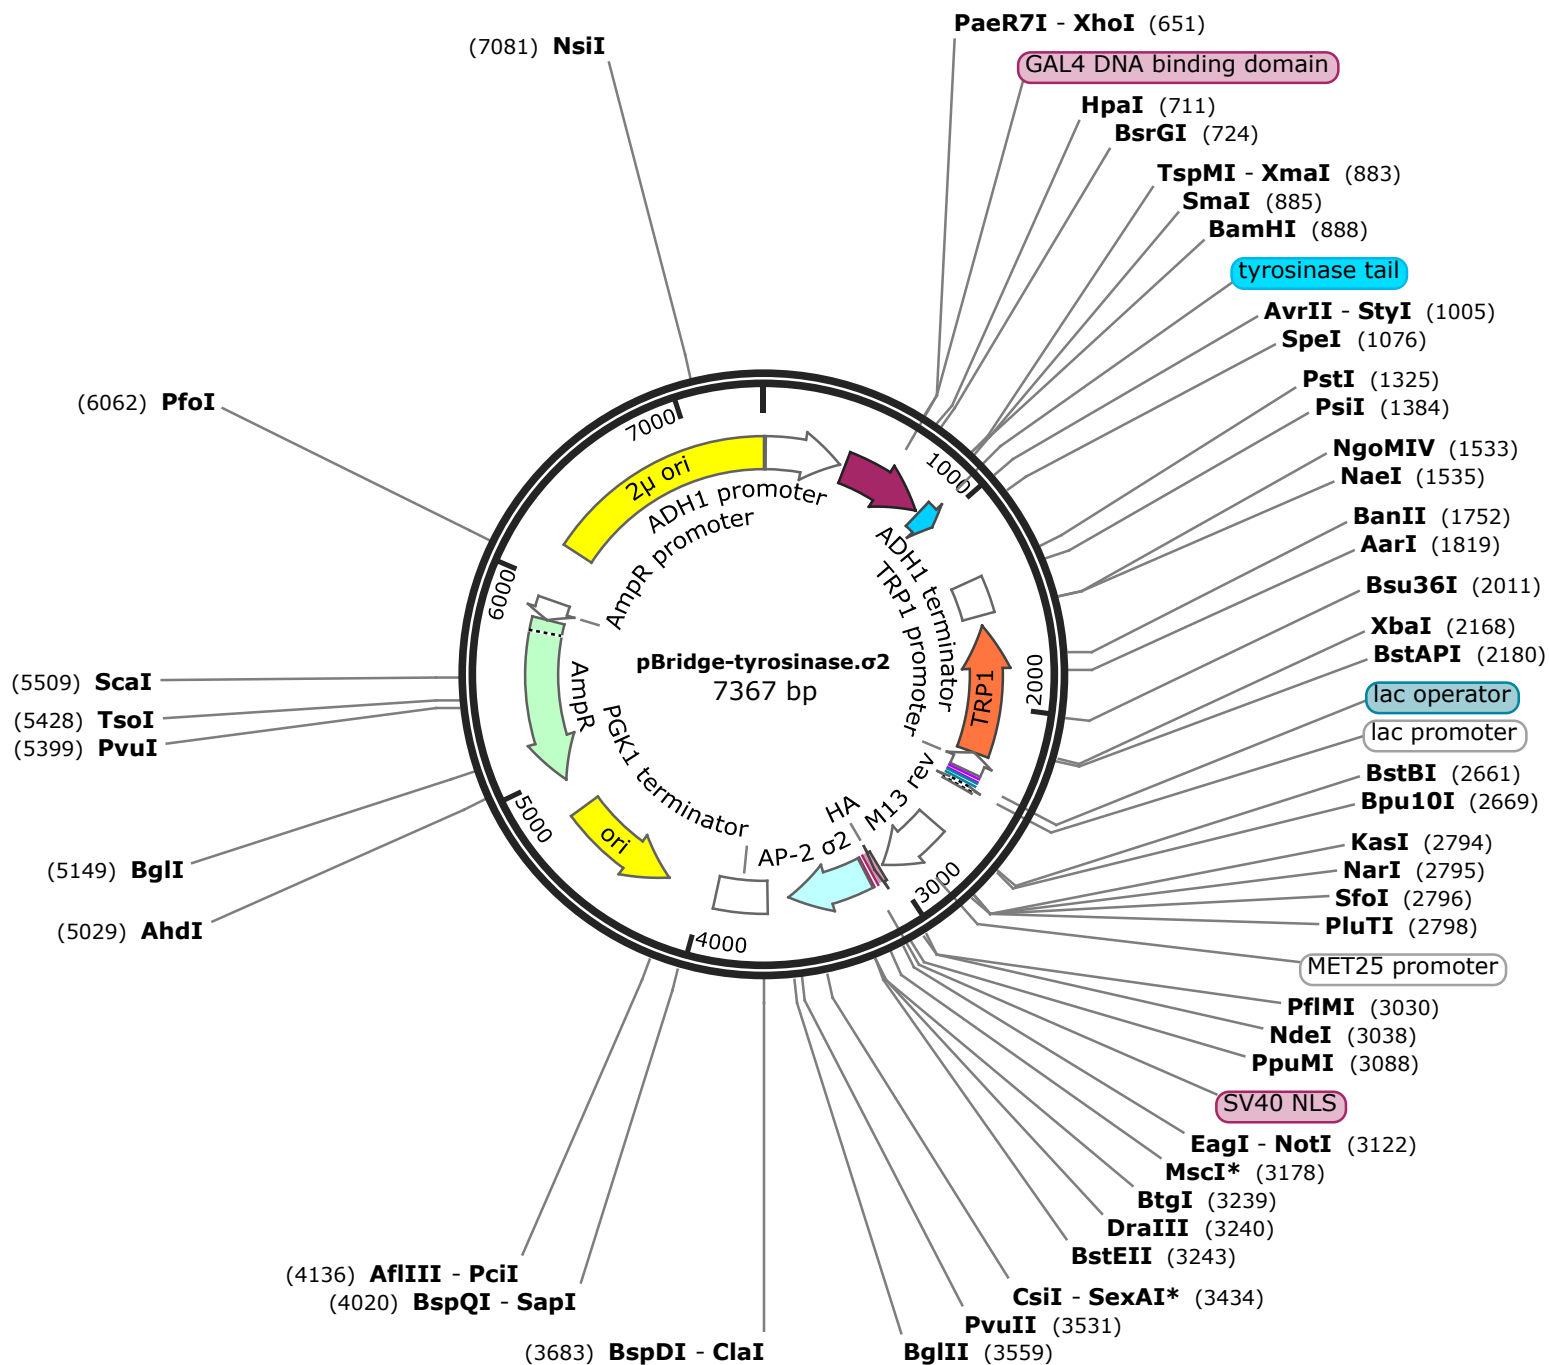 PaeR7I - XhoI (651)
(7081) NsiI
GAL4 DNA binding domain
HpaI (711)
BsrGI (724)
TspMI - XmaI (883)
SmaI (885)
BamHI (888)
tyrosinase tail
AvrII - StyI (1005)
SpeI (1076)
PstI (1325)
(6062) PfoI
PsiI (1384)
NgoMIV (1533)
NaeI (1535)
BanII (1752)
AarI (1819)
Bsu36I (2011)
XbaI (2168)
BstAPI (2180)
lac operator
lac promoter
BstBI (2661)
Bpu10I (2669)
KasI (2794)
NarI (2795)
SfoI (2796)
PluTI (2798)
MET25 promoter
PflMI (3030)
NdeI (3038)
PpuMI (3088)
SV40 NLS
EagI - NotI (3122)
MscI* (3178)
BtgI (3239)
DraIII (3240)
BstEII (3243)
CsiI - SexAI* (3434)
PvuII (3531)
BglII (3559)
(3683) BspDI - ClaI
(4020) BspQI - SapI
(4136) AflIII - PciI
(5029) AhdI
(5149) BglI
(5399) PvuI
(5428) TsoI
(5509) ScaI
7000
1000
2000
3000
4000
5000
6000
2μ ori
ADH1 promoter
AmpR promoter
ADH1 terminator
TRP1 promoter
TRP1
pBridge-tyrosinase.σ2
7367 bp
AmpR
PGK1 terminator
M13 rev
HA
AP-2 σ2
ori